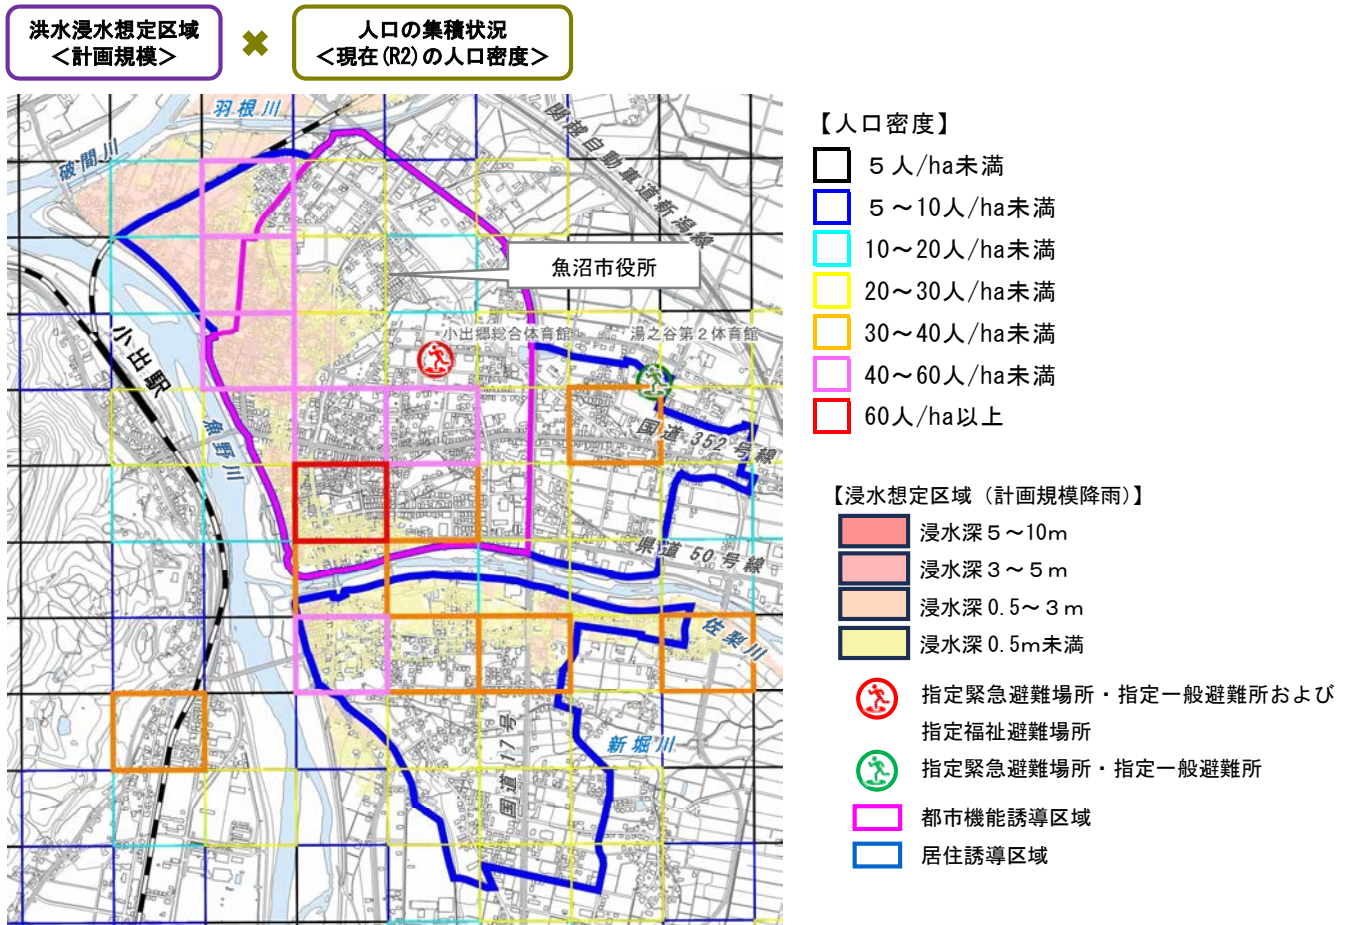 洪水浸水想定区域
＜計画規模＞
×
人口の集積状況
＜現在(R2)の人口密度＞
羽根川
破間川
関越自動車道新潟線
魚沼市役所
小出郷総合体育館
湯之谷第２体育館
小出駅
魚野川
国道352号線
県道50号線
佐梨川
新堀川
国道17号
【人口密度】
５人/ha未満
５～10人/ha未満
10～20人/ha未満
20～30人/ha未満
30～40人/ha未満
40～60人/ha未満
60人/ha以上
【浸水想定区域（計画規模降雨）】
浸水深５～10ｍ
浸水深３～５ｍ
浸水深0.5～３ｍ
浸水深0.5ｍ未満
指定緊急避難場所・指定一般避難所および
指定福祉避難場所
指定緊急避難場所・指定一般避難所
都市機能誘導区域
居住誘導区域